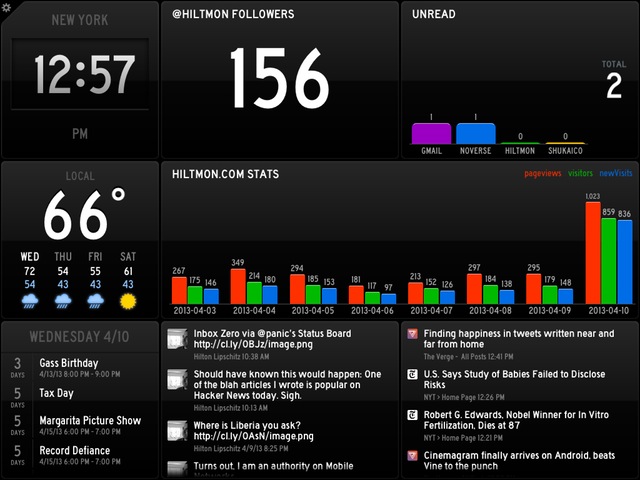 NEW YORK
12:57
PM
@HILTMON FOLLOWERS
156
UNREAD
TOTAL
2
1
1
0
0
GMAIL
NOVERSE
HILTMON
SHUKAICO
LOCAL
66°
WED THU FRI SAT
72 54 55 61
54 43 43 43
HILTMON.COM STATS
pageviews visitors newVisits
267 175 146
349 214 180
294 185 153
181 117 97
213 152 126
297 184 138
295 179 148
1,023 859 836
2013-04-03 2013-04-04 2013-04-05 2013-04-06 2013-04-07 2013-04-08 2013-04-09 2013-04-10
WEDNESDAY 4/10
3 DAYS
Gass Birthday
4/13/13 8:00 PM - 9:00 PM
5 DAYS
Tax Day
5 DAYS
Margarita Picture Show
4/15/13 6:00 PM - 7:00 PM
5 DAYS
Record Defiance
4/15/13 6:00 PM - 7:00 PM
Inbox Zero via @panic's Status Board
http://cl.ly/0BJz/image.png
Hilton Lipschitz 10:38 AM
Should have known this would happen: One
of the blah articles I wrote is popular on
Hacker News today. Sigh.
Hilton Lipschitz 10:13 AM
Where is Liberia you ask?
http://cl.ly/OAsN/image.png
Hilton Lipschitz 4/9/13 8:25 PM
Turns out, I am an authority on Mobile
Finding happiness in tweets written near and
far from home
The Verge - All Posts 12:41 PM
U.S. Says Study of Babies Failed to Disclose
Risks
NYT > Home Page 12:26 PM
Robert G. Edwards, Nobel Winner for In Vitro
Fertilization, Dies at 87
NYT > Home Page 12:21 PM
Cinemagram finally arrives on Android, beats
Vine to the punch